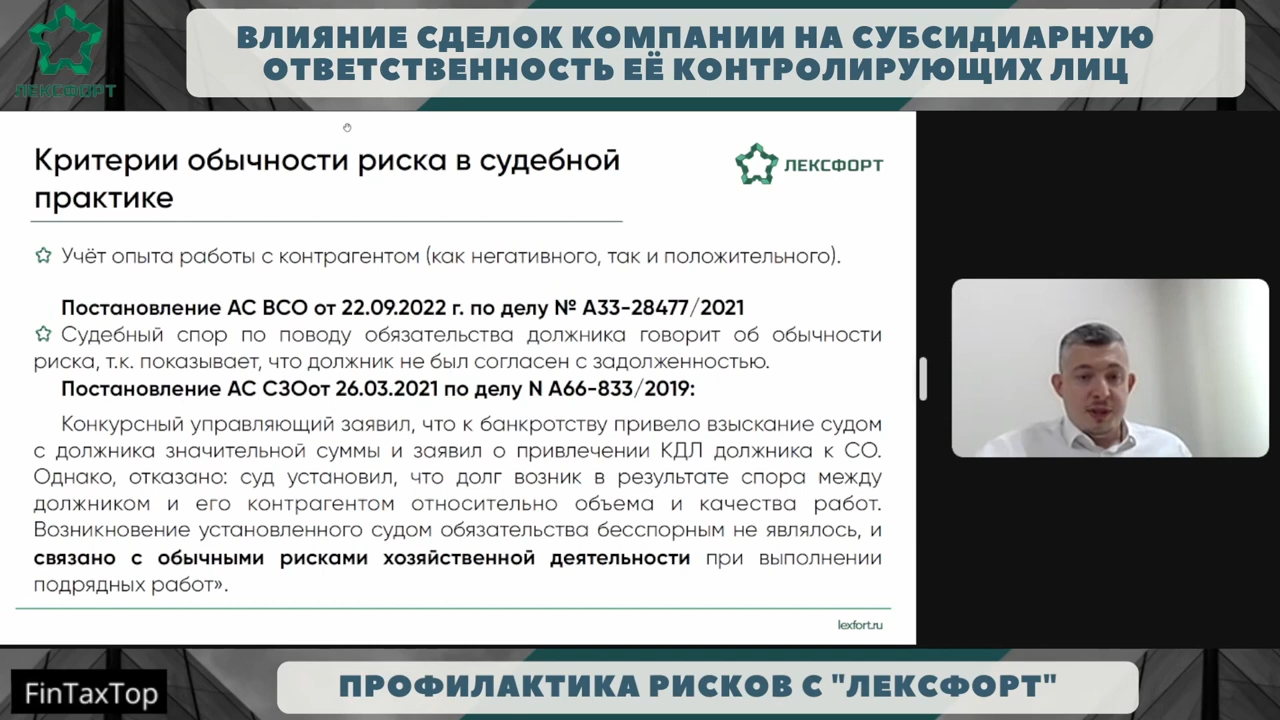 ВЛИЯНИЕ СДЕЛОК КОМПАНИИ НА СУБСИДИАРНУЮ
ОТВЕТСТВЕННОСТЬ ЕЁ КОНТРОЛИРУЮЩИХ ЛИЦ
ЛЕКСФОРТ
Критерии обычности риска в судебной
практике
ЛЕКСФОРТ
Учёт опыта работы с контрагентом (как негативного, так и положительного).
Постановление АС ВСО от 22.09.2022 г. по делу № А33-28477/2021
Судебный спор по поводу обязательства должника говорит об обычности
риска, т.к. показывает, что должник не был согласен с задолженностью.
Постановление АС СЗОот 26.03.2021 по делу N А66-833/2019:
Конкурсный управляющий заявил, что к банкротству привело взыскание судом
с должника значительной суммы и заявил о привлечении КДЛ должника к СО.
Однако, отказано: суд установил, что долг возник в результате спора между
должником и его контрагентом относительно объема и качества работ.
Возникновение установленного судом обязательства бесспорным не являлось, и
связано с обычными рисками хозяйственной деятельности при выполнении
подрядных работ».
lexfort.ru
FinTaxTop
ПРОФИЛАКТИКА РИСКОВ С "ЛЕКСФОРТ"